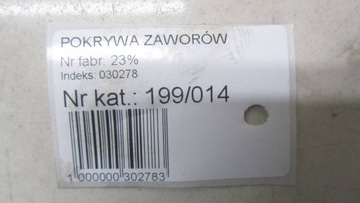 POKRYWA ZAWORÓW
Nr fabr. 23%
Indeks: 030278
Nr kat.: 199/014
1 000000 302783